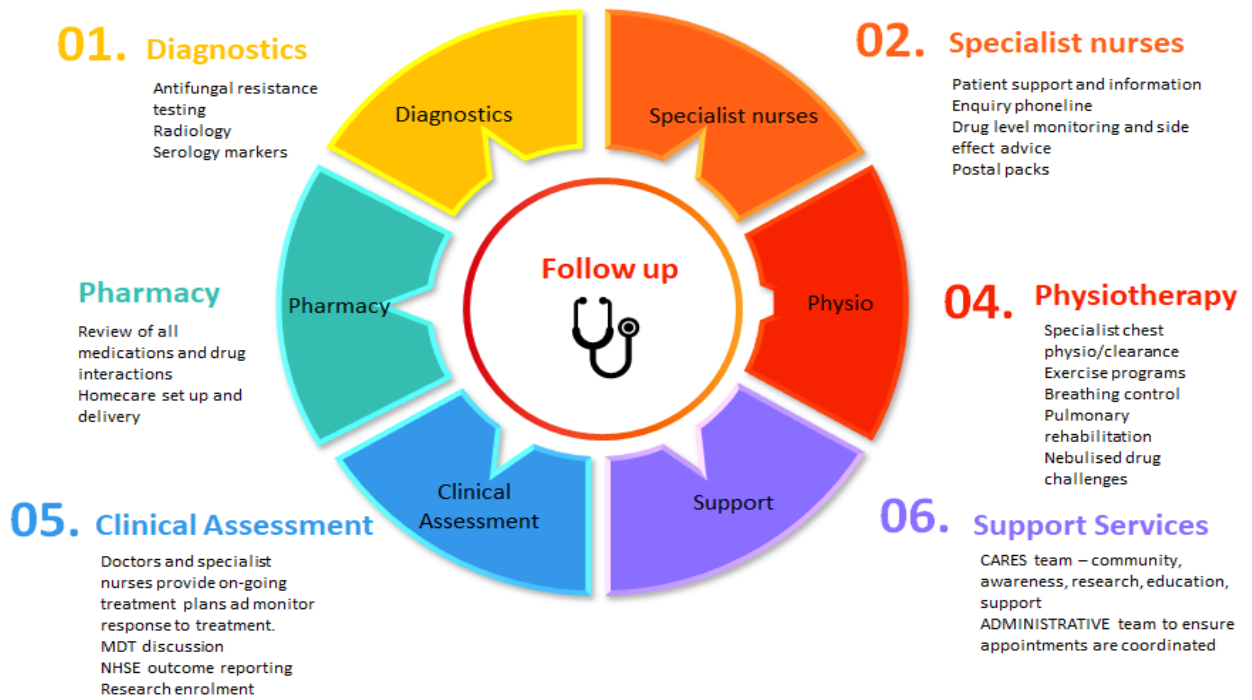 01. Diagnostics
Antifungal resistance
testing
Radiology
Serology markers
02. Specialist nurses
Patient support and information
Enquiry phoneline
Drug level monitoring and side
effect advice
Postal packs
Diagnostics
Specialist nurses
Pharmacy
Review of all
medications and drug
interactions
Homecare set up and
delivery
Pharmacy
Follow up
Physio
04. Physiotherapy
Specialist chest
physio/clearance
Exercise programs
Breathing control
Pulmonary
rehabilitation
Nebulised drug
challenges
Clinical
Assessment
Support
05. Clinical Assessment
Doctors and specialist
nurses provide on-going
treatment plans ad monitor
response to treatment.
MDT discussion
NHSE outcome reporting
Research enrolment
06. Support Services
CARES team – community,
awareness, research, education,
support
ADMINISTRATIVE team to ensure
appointments are coordinated